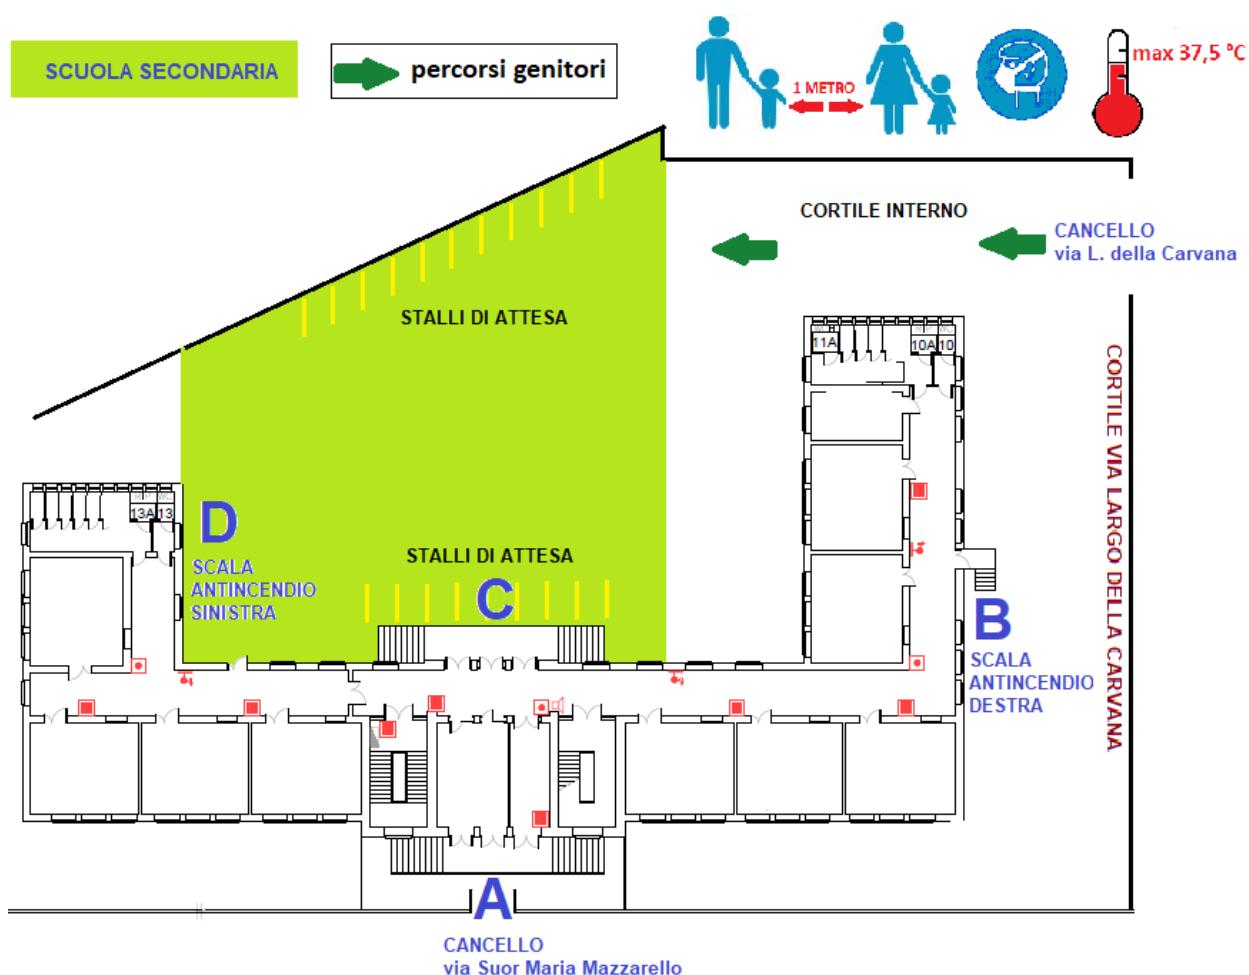 SCUOLA SECONDARIA
percorsi genitori
1 METRO
max 37,5 °C
CORTILE INTERNO
CANCELLO
via L. della Carvana
STALLI DI ATTESA
11A
10A
10
CORTILE VIA LARGO DELLA CARVANA
13A
13
D
SCALA
ANTINCENDIO
SINISTRA
STALLI DI ATTESA
C
B
SCALA
ANTINCENDIO
DESTRA
A
CANCELLO
via Suor Maria Mazzarello